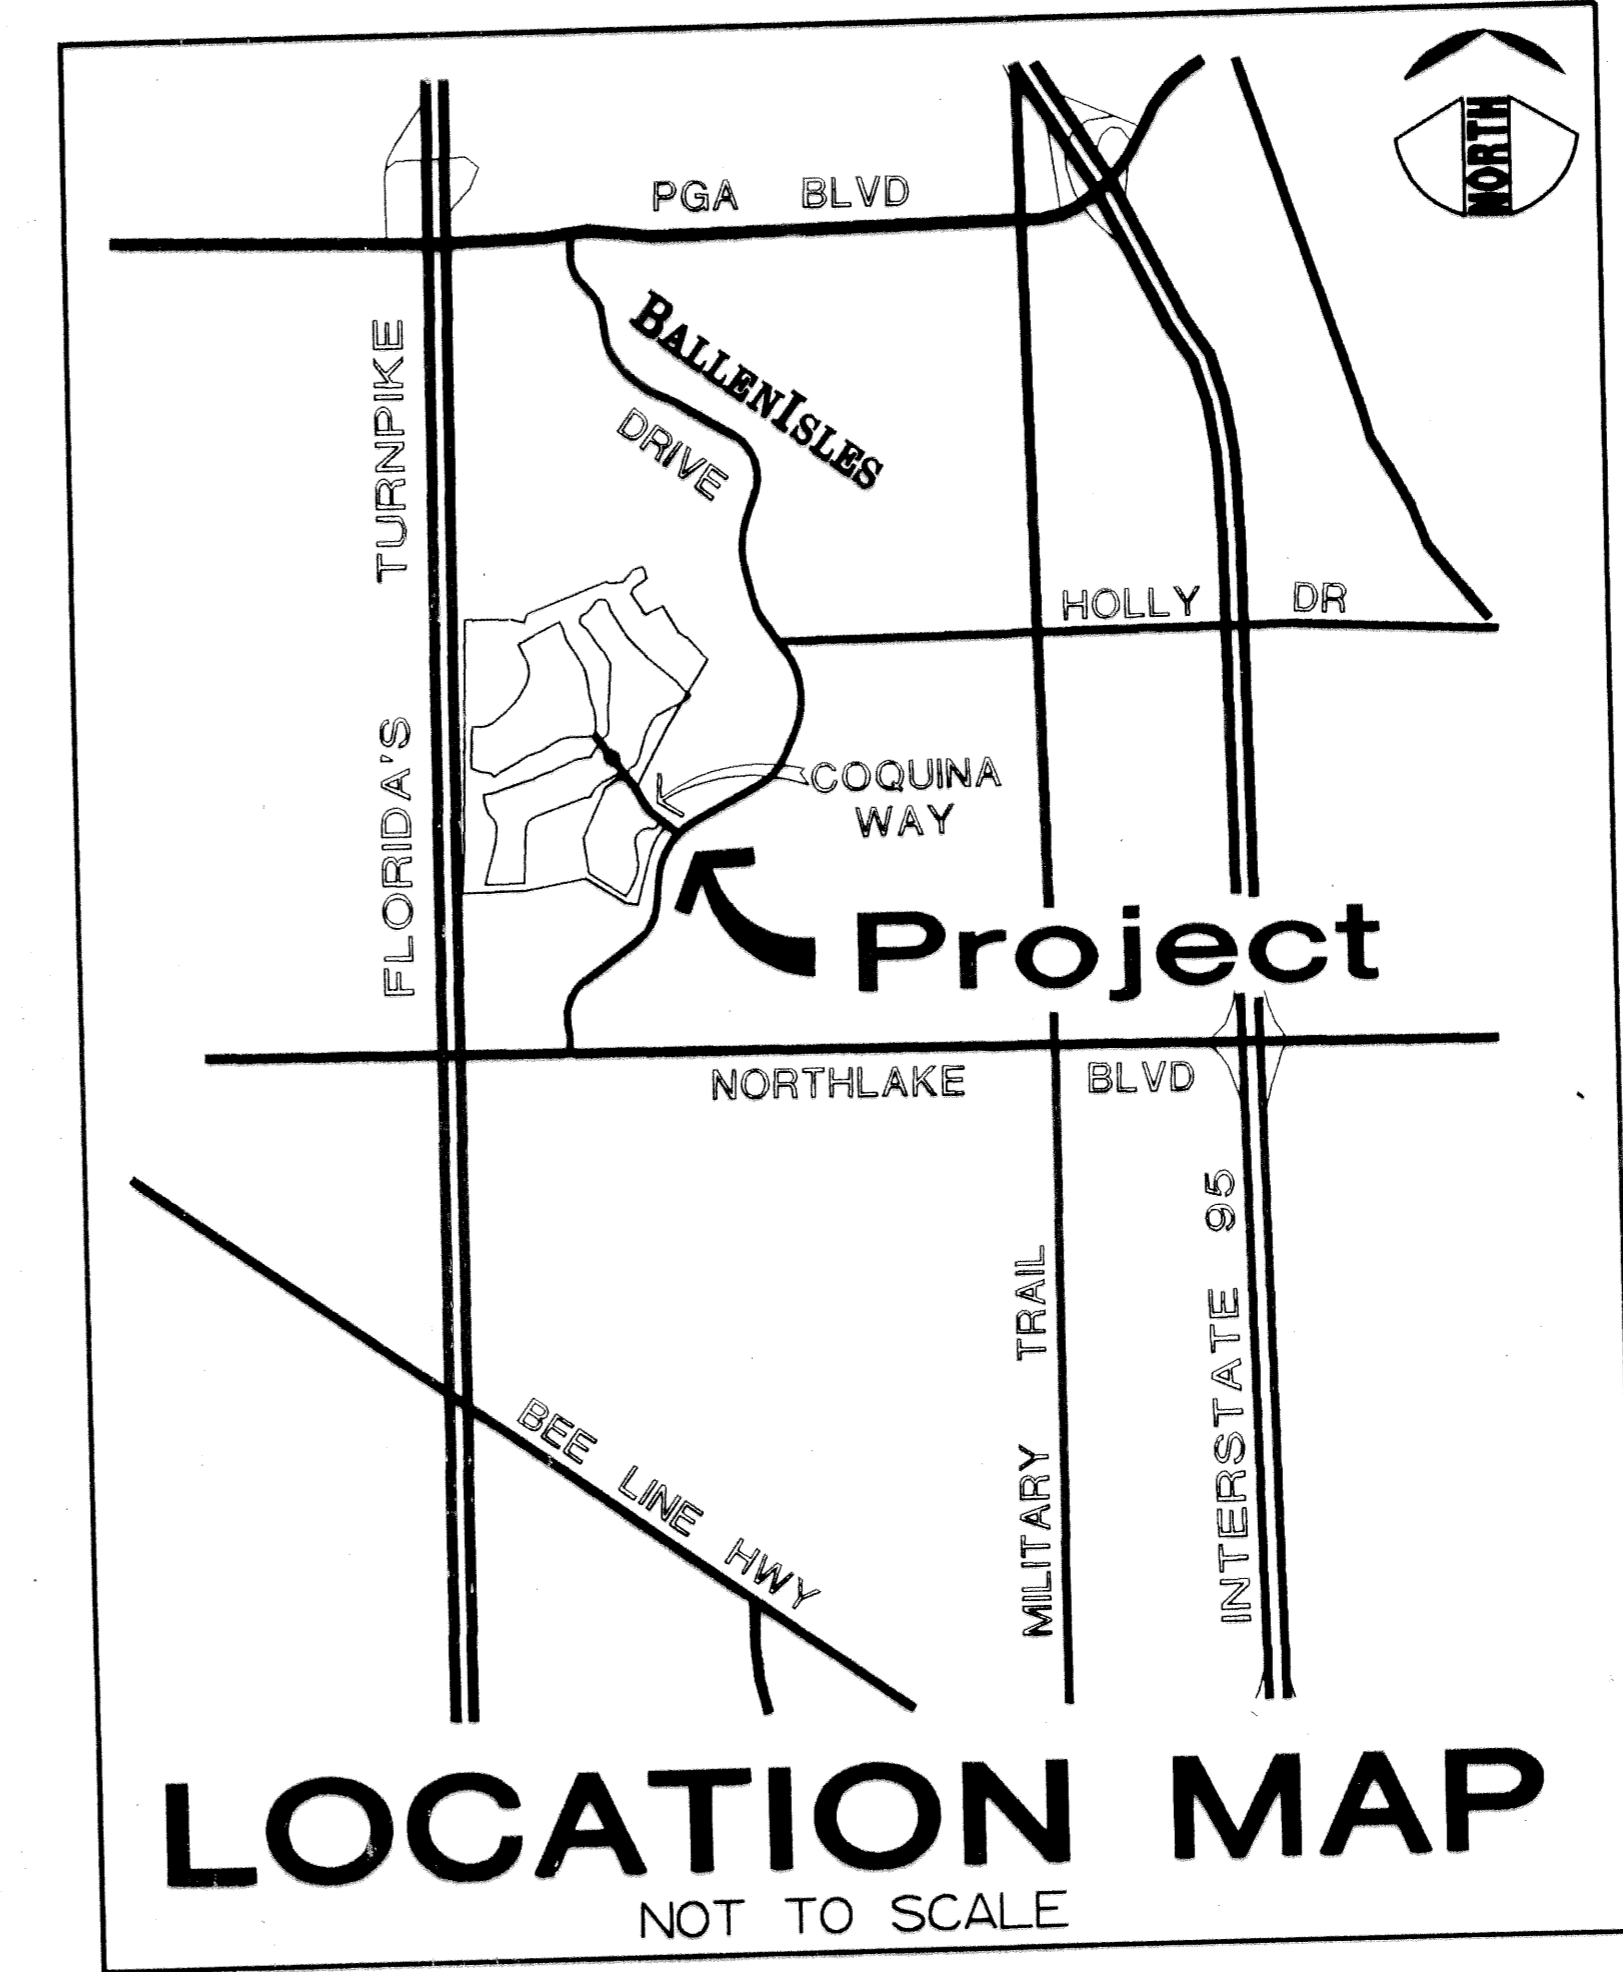 NORTH
PGA BLVD
BALLENISLES
DRIVE
FLORIDA'S TURNPIKE
HOLLY DR
COQUINA
WAY
Project
NORTHLAKE BLVD
BEE LINE HWY
MILITARY TRAIL
INTERSTATE 95
LOCATION MAP
NOT TO SCALE